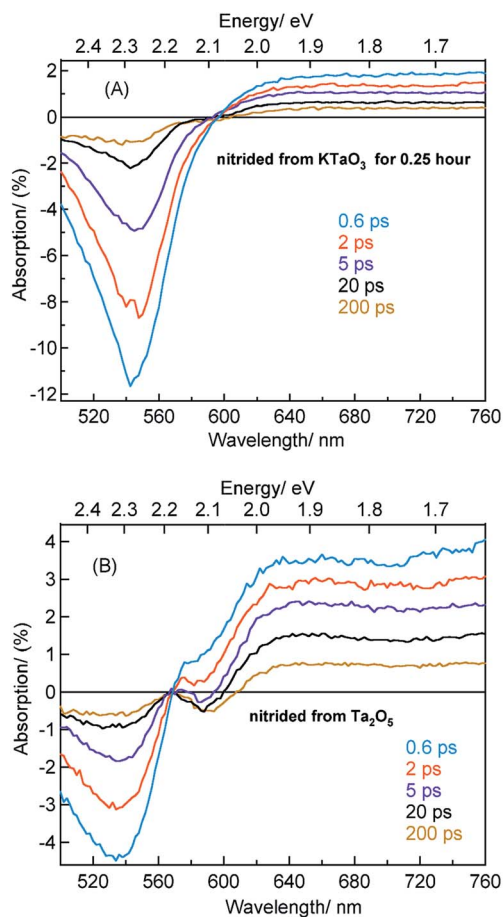 Energy/ eV
2.4 2.3 2.2 2.1 2.0 1.9 1.8 1.7
(A)
2
0
-2
-4
-6
-8
-10
-12
Absorption/ (%)
nitrided from KTaO₃ for 0.25 hour
0.6 ps
2 ps
5 ps
20 ps
200 ps
520 560 600 640 680 720 760
Wavelength/ nm
Energy/ eV
2.4 2.3 2.2 2.1 2.0 1.9 1.8 1.7
(B)
4
3
2
1
0
-1
-2
-3
-4
Absorption/ (%)
nitrided from Ta₂O₅
0.6 ps
2 ps
5 ps
20 ps
200 ps
520 560 600 640 680 720 760
Wavelength/ nm